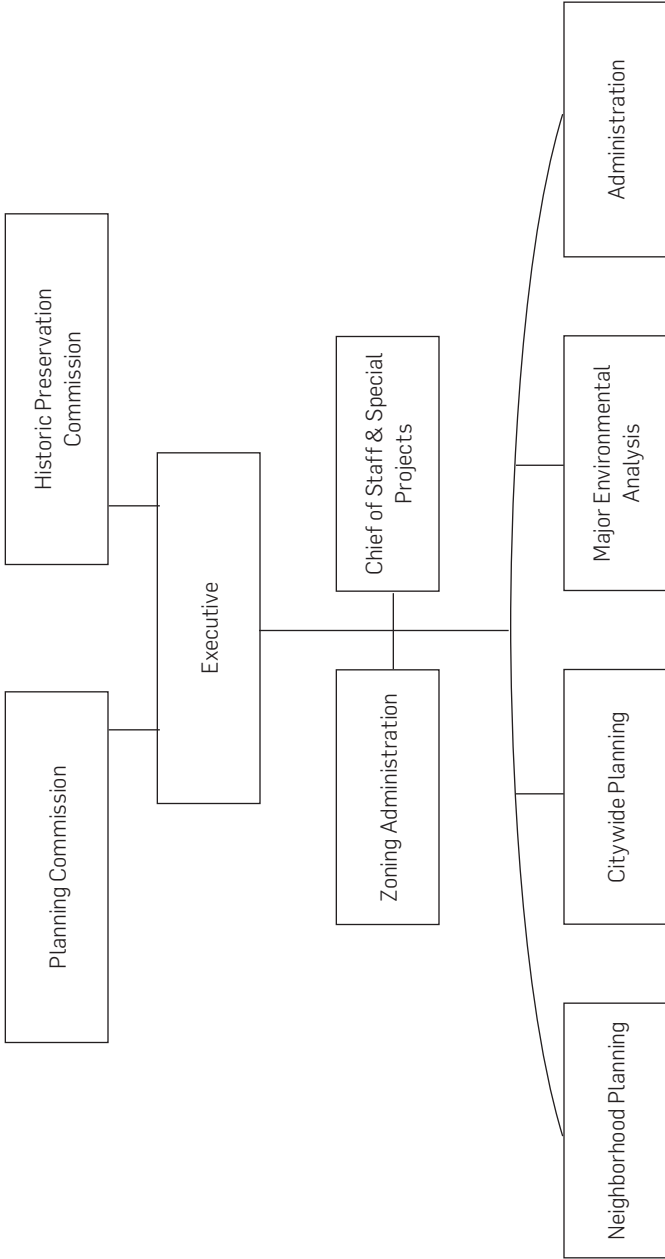 Planning Commission
Historic Preservation
Commission
Executive
Zoning Administration
Chief of Staff & Special
Projects
Neighborhood Planning
Citywide Planning
Major Environmental
Analysis
Administration